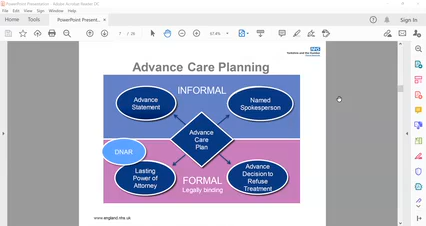 PowerPoint Presentation - Adobe Acrobat Reader DC
File Edit View Sign Window Help
Home Tools PowerPoint Presentati... × Sign In
7 / 26 57.4%
NHS
Advance Care Planning
INFORMAL
Advance
Statement
Named
Spokesperson
Advance
Care
Plan
DNAR
Lasting
Power of
Attorney
FORMAL
Legally binding
Advance
Decision to
Refuse
Treatment
www.england.nhs.uk